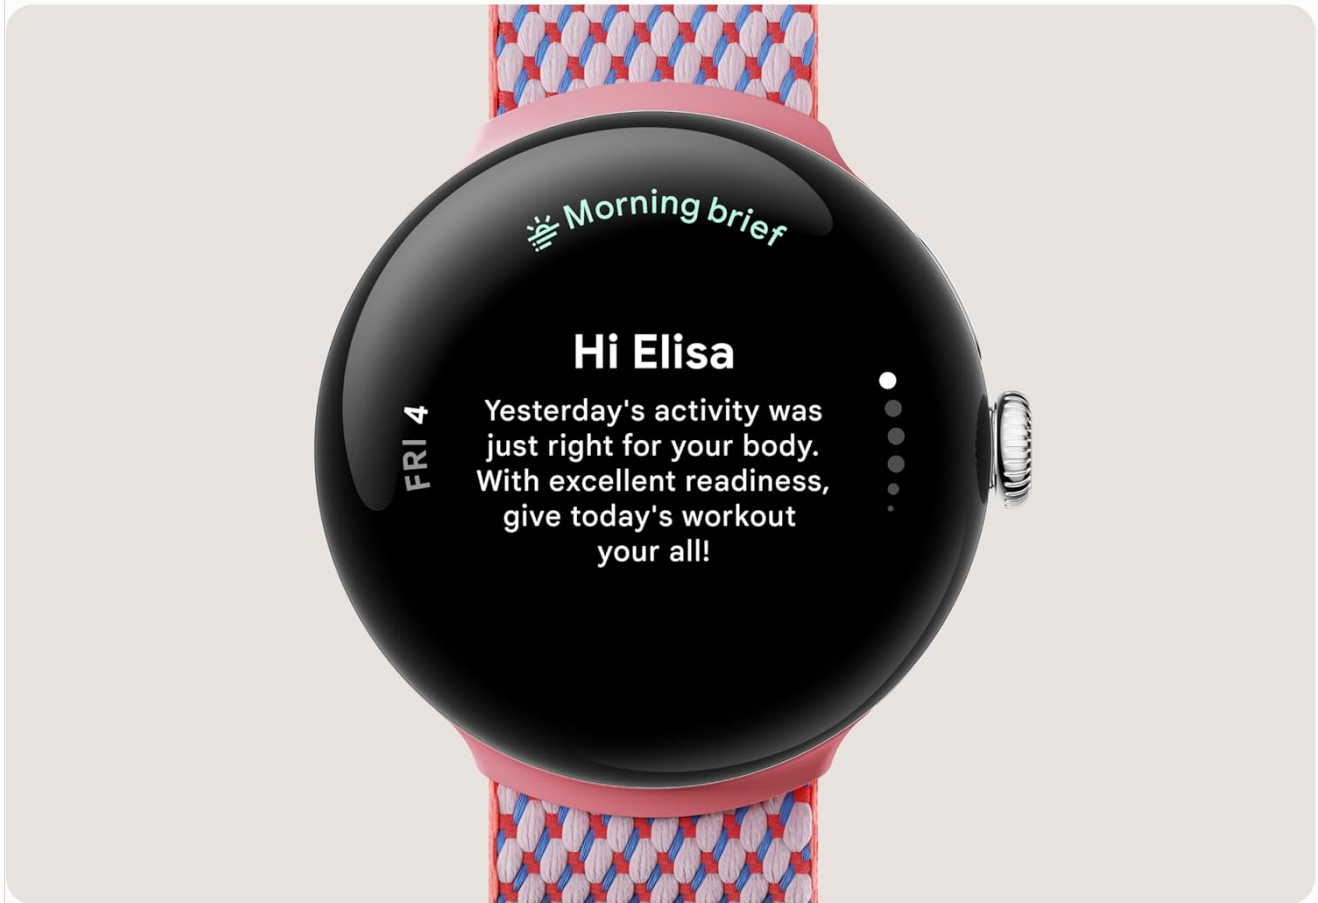 Morning brief
Hi Elisa
Yesterday's activity was
just right for your body.
With excellent readiness,
give today's workout
your all!
FRI 4